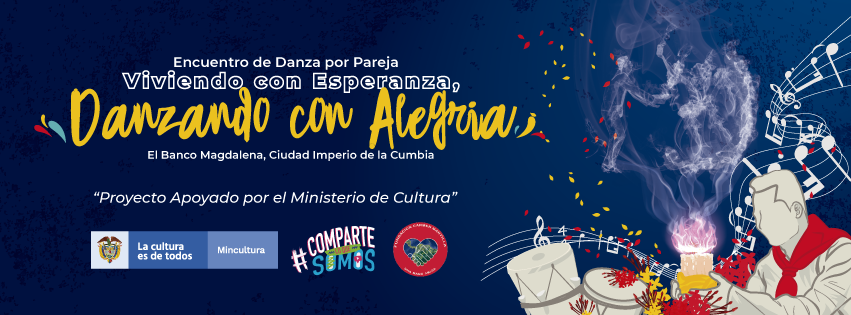 Encuentro de Danza por Pareja
Viviendo con Esperanza,
Danzando con Alegria
El Banco Magdalena, Ciudad Imperio de la Cumbia
“Proyecto Apoyado por el Ministerio de Cultura”
La cultura
es de todos
Mincultura
#COMPARTE
SOMOS